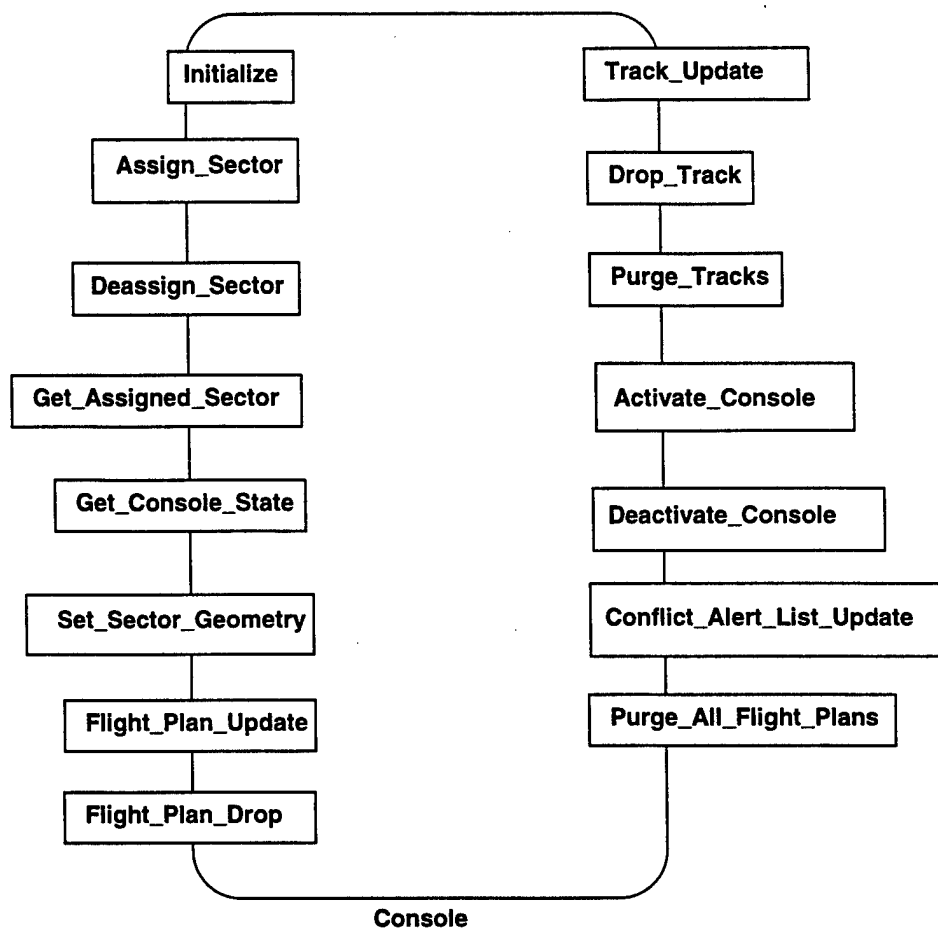 Initialize
Assign_Sector
Deassign_Sector
Get_Assigned_Sector
Get_Console_State
Set_Sector_Geometry
Flight_Plan_Update
Flight_Plan_Drop
Track_Update
Drop_Track
Purge_Tracks
Activate_Console
Deactivate_Console
Conflict_Alert_List_Update
Purge_All_Flight_Plans
Console